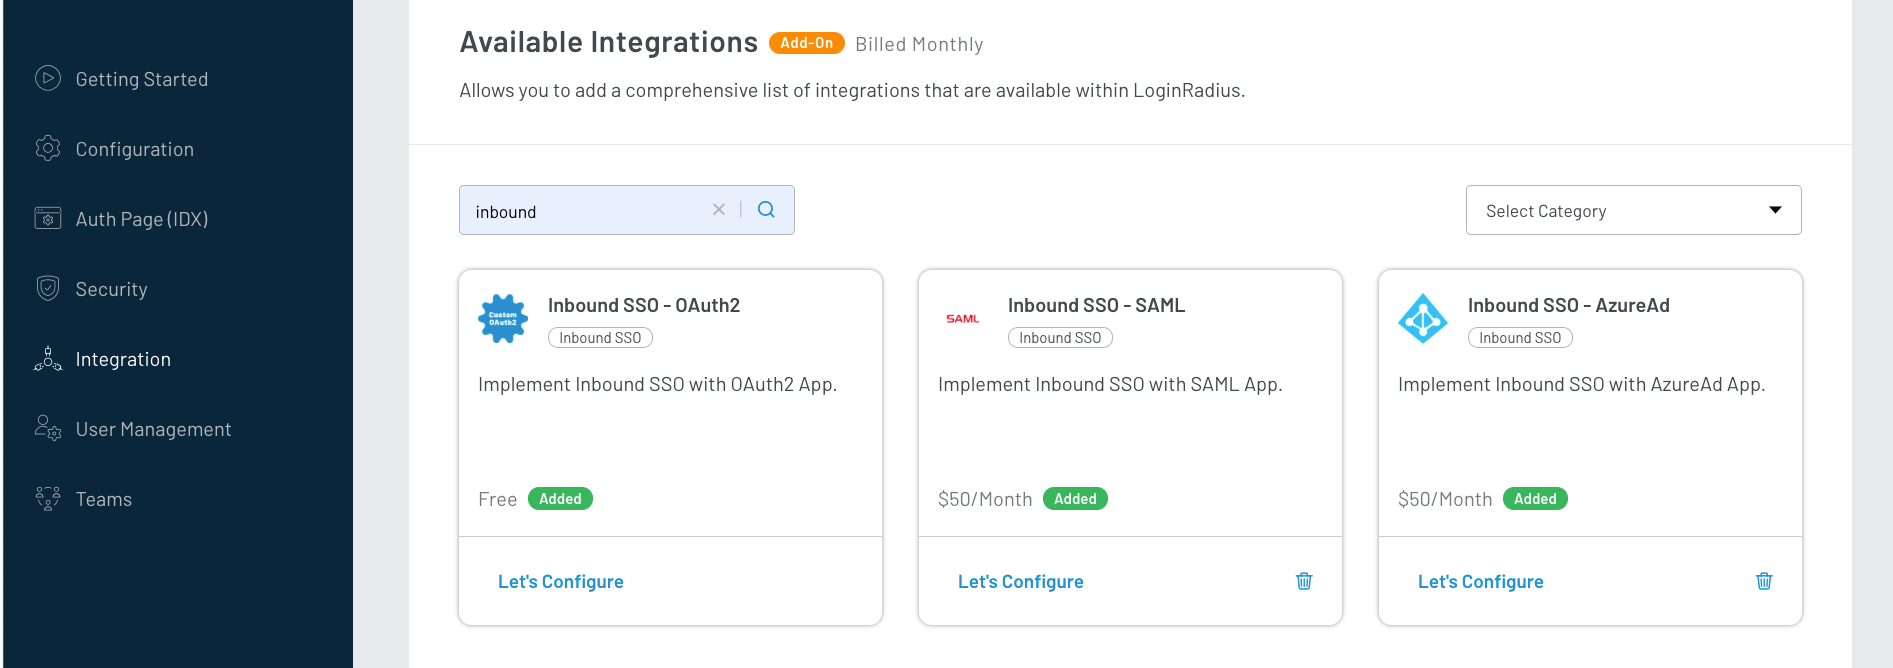 Getting Started
Configuration
Auth Page (IDX)
Security
Integration
User Management
Teams
Available Integrations Add-On Billed Monthly
Allows you to add a comprehensive list of integrations that are available within LoginRadius.
inbound
Select Category
Custom
OAuth2
Inbound SSO - OAuth2
Inbound SSO
Implement Inbound SSO with OAuth2 App.
Free Added
Let's Configure
SAML
Inbound SSO - SAML
Inbound SSO
Implement Inbound SSO with SAML App.
$50/Month Added
Let's Configure
Inbound SSO - AzureAd
Inbound SSO
Implement Inbound SSO with AzureAd App.
$50/Month Added
Let's Configure